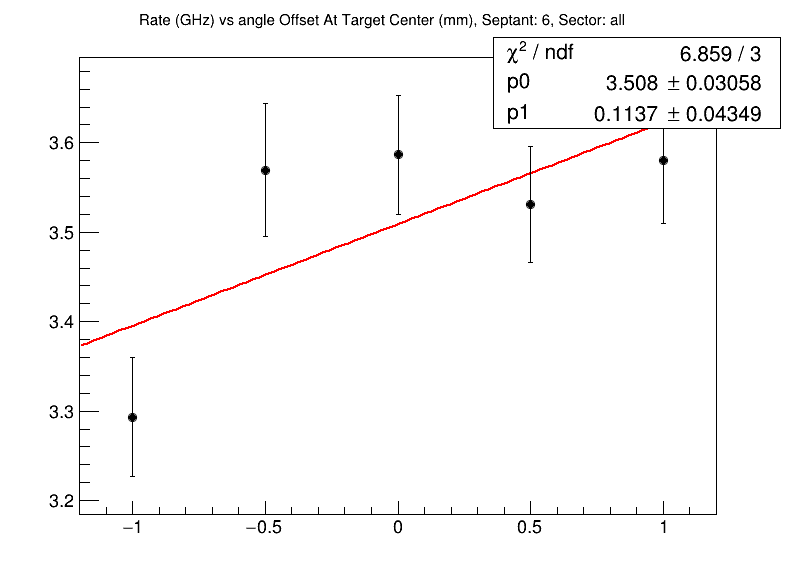 Rate (GHz) vs angle Offset At Target Center (mm), Septant: 6, Sector: all
χ² / ndf 6.859 / 3
p0 3.508 ± 0.03058
p1 0.1137 ± 0.04349
3.6
3.5
3.4
3.3
3.2
−1 −0.5 0 0.5 1